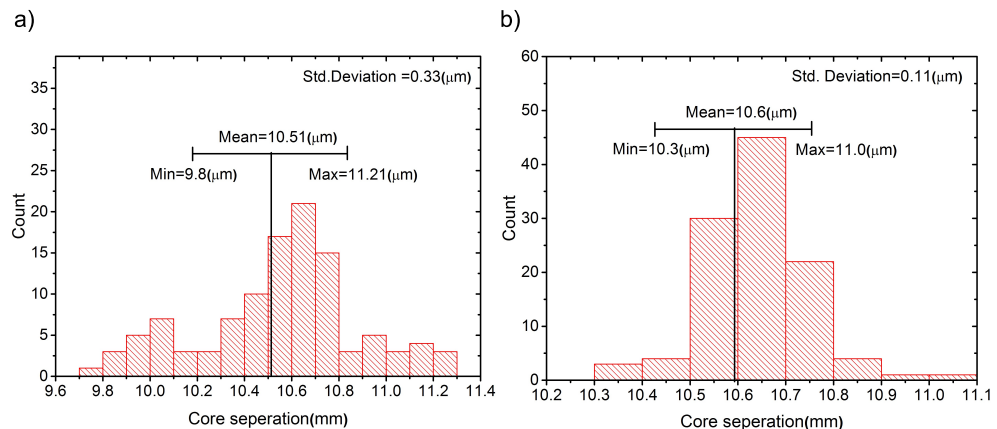 a)
Std.Deviation =0.33(μm)
Mean=10.51(μm)
Min=9.8(μm)
Max=11.21(μm)
Count
0
5
10
15
20
25
30
35
9.6
9.8
10.0
10.2
10.4
10.6
10.8
11.0
11.2
11.4
Core seperation(mm)
b)
Std. Deviation=0.11(μm)
Mean=10.6(μm)
Min=10.3(μm)
Max=11.0(μm)
Count
0
10
20
30
40
50
60
10.2
10.3
10.4
10.5
10.6
10.7
10.8
10.9
11.0
11.1
Core seperation(mm)